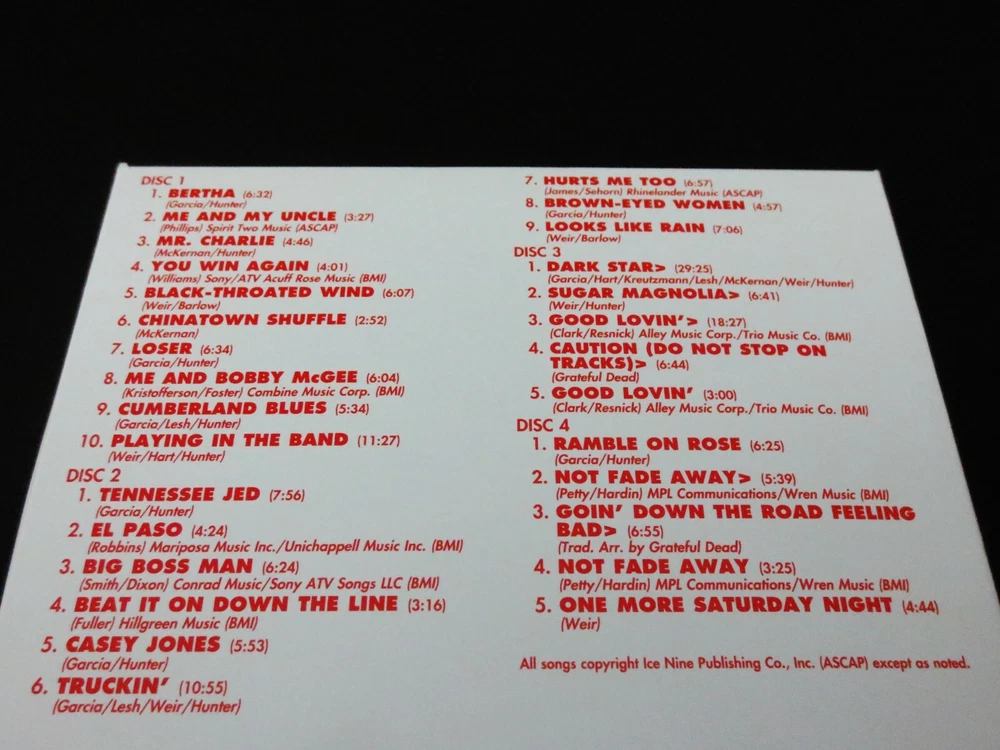 DISC 1
1. BERTHA (6:32)
(Garcia/Hunter)
2. ME AND MY UNCLE (3:27)
(Phillips) Spirit Two Music (ASCAP)
3. MR. CHARLIE (4:46)
(McKernan/Hunter)
4. YOU WIN AGAIN (4:01)
(Williams) Sony/ATV Acuff Rose Music (BMI)
5. BLACK-THROATED WIND (6:07)
(Weir/Barlow)
6. CHINATOWN SHUFFLE (2:52)
(McKernan)
7. LOSER (6:34)
(Garcia/Hunter)
8. ME AND BOBBY McGEE (6:04)
(Kristofferson/Foster) Combine Music Corp. (BMI)
9. CUMBERLAND BLUES (5:34)
(Garcia/Lesh/Hunter)
10. PLAYING IN THE BAND (11:27)
(Weir/Hart/Hunter)
DISC 2
1. TENNESSEE JED (7:56)
(Garcia/Hunter)
2. EL PASO (4:24)
(Robbins) Mariposa Music Inc./Unichappell Music Inc. (BMI)
3. BIG BOSS MAN (6:24)
(Smith/Dixon) Conrad Music/Sony ATV Songs LLC (BMI)
4. BEAT IT ON DOWN THE LINE (3:16)
(Fuller) Hillgreen Music (BMI)
5. CASEY JONES (5:53)
(Garcia/Hunter)
6. TRUCKIN' (10:55)
(Garcia/Lesh/Weir/Hunter)
7. HURTS ME TOO (6:57)
(James/Sehorn) Rhinelander Music (ASCAP)
8. BROWN-EYED WOMEN (4:57)
(Garcia/Hunter)
9. LOOKS LIKE RAIN (7:06)
(Weir/Barlow)
DISC 3
1. DARK STAR> (29:25)
(Garcia/Hart/Kreutzmann/Lesh/McKernan/Weir/Hunter)
2. SUGAR MAGNOLIA> (6:41)
(Weir/Hunter)
3. GOOD LOVIN'> (18:27)
(Clark/Resnick) Alley Music Corp./Trio Music Co. (BMI)
4. CAUTION (DO NOT STOP ON
TRACKS)> (6:44)
(Grateful Dead)
5. GOOD LOVIN' (3:00)
(Clark/Resnick) Alley Music Corp./Trio Music Co. (BMI)
DISC 4
1. RAMBLE ON ROSE (6:25)
(Garcia/Hunter)
2. NOT FADE AWAY> (5:39)
(Petty/Hardin) MPL Communications/Wren Music (BMI)
3. GOIN' DOWN THE ROAD FEELING
BAD> (6:55)
(Trad. Arr. by Grateful Dead)
4. NOT FADE AWAY (3:25)
(Petty/Hardin) MPL Communications/Wren Music (BMI)
5. ONE MORE SATURDAY NIGHT (4:44)
(Weir)
All songs copyright Ice Nine Publishing Co., Inc. (ASCAP) except as noted.